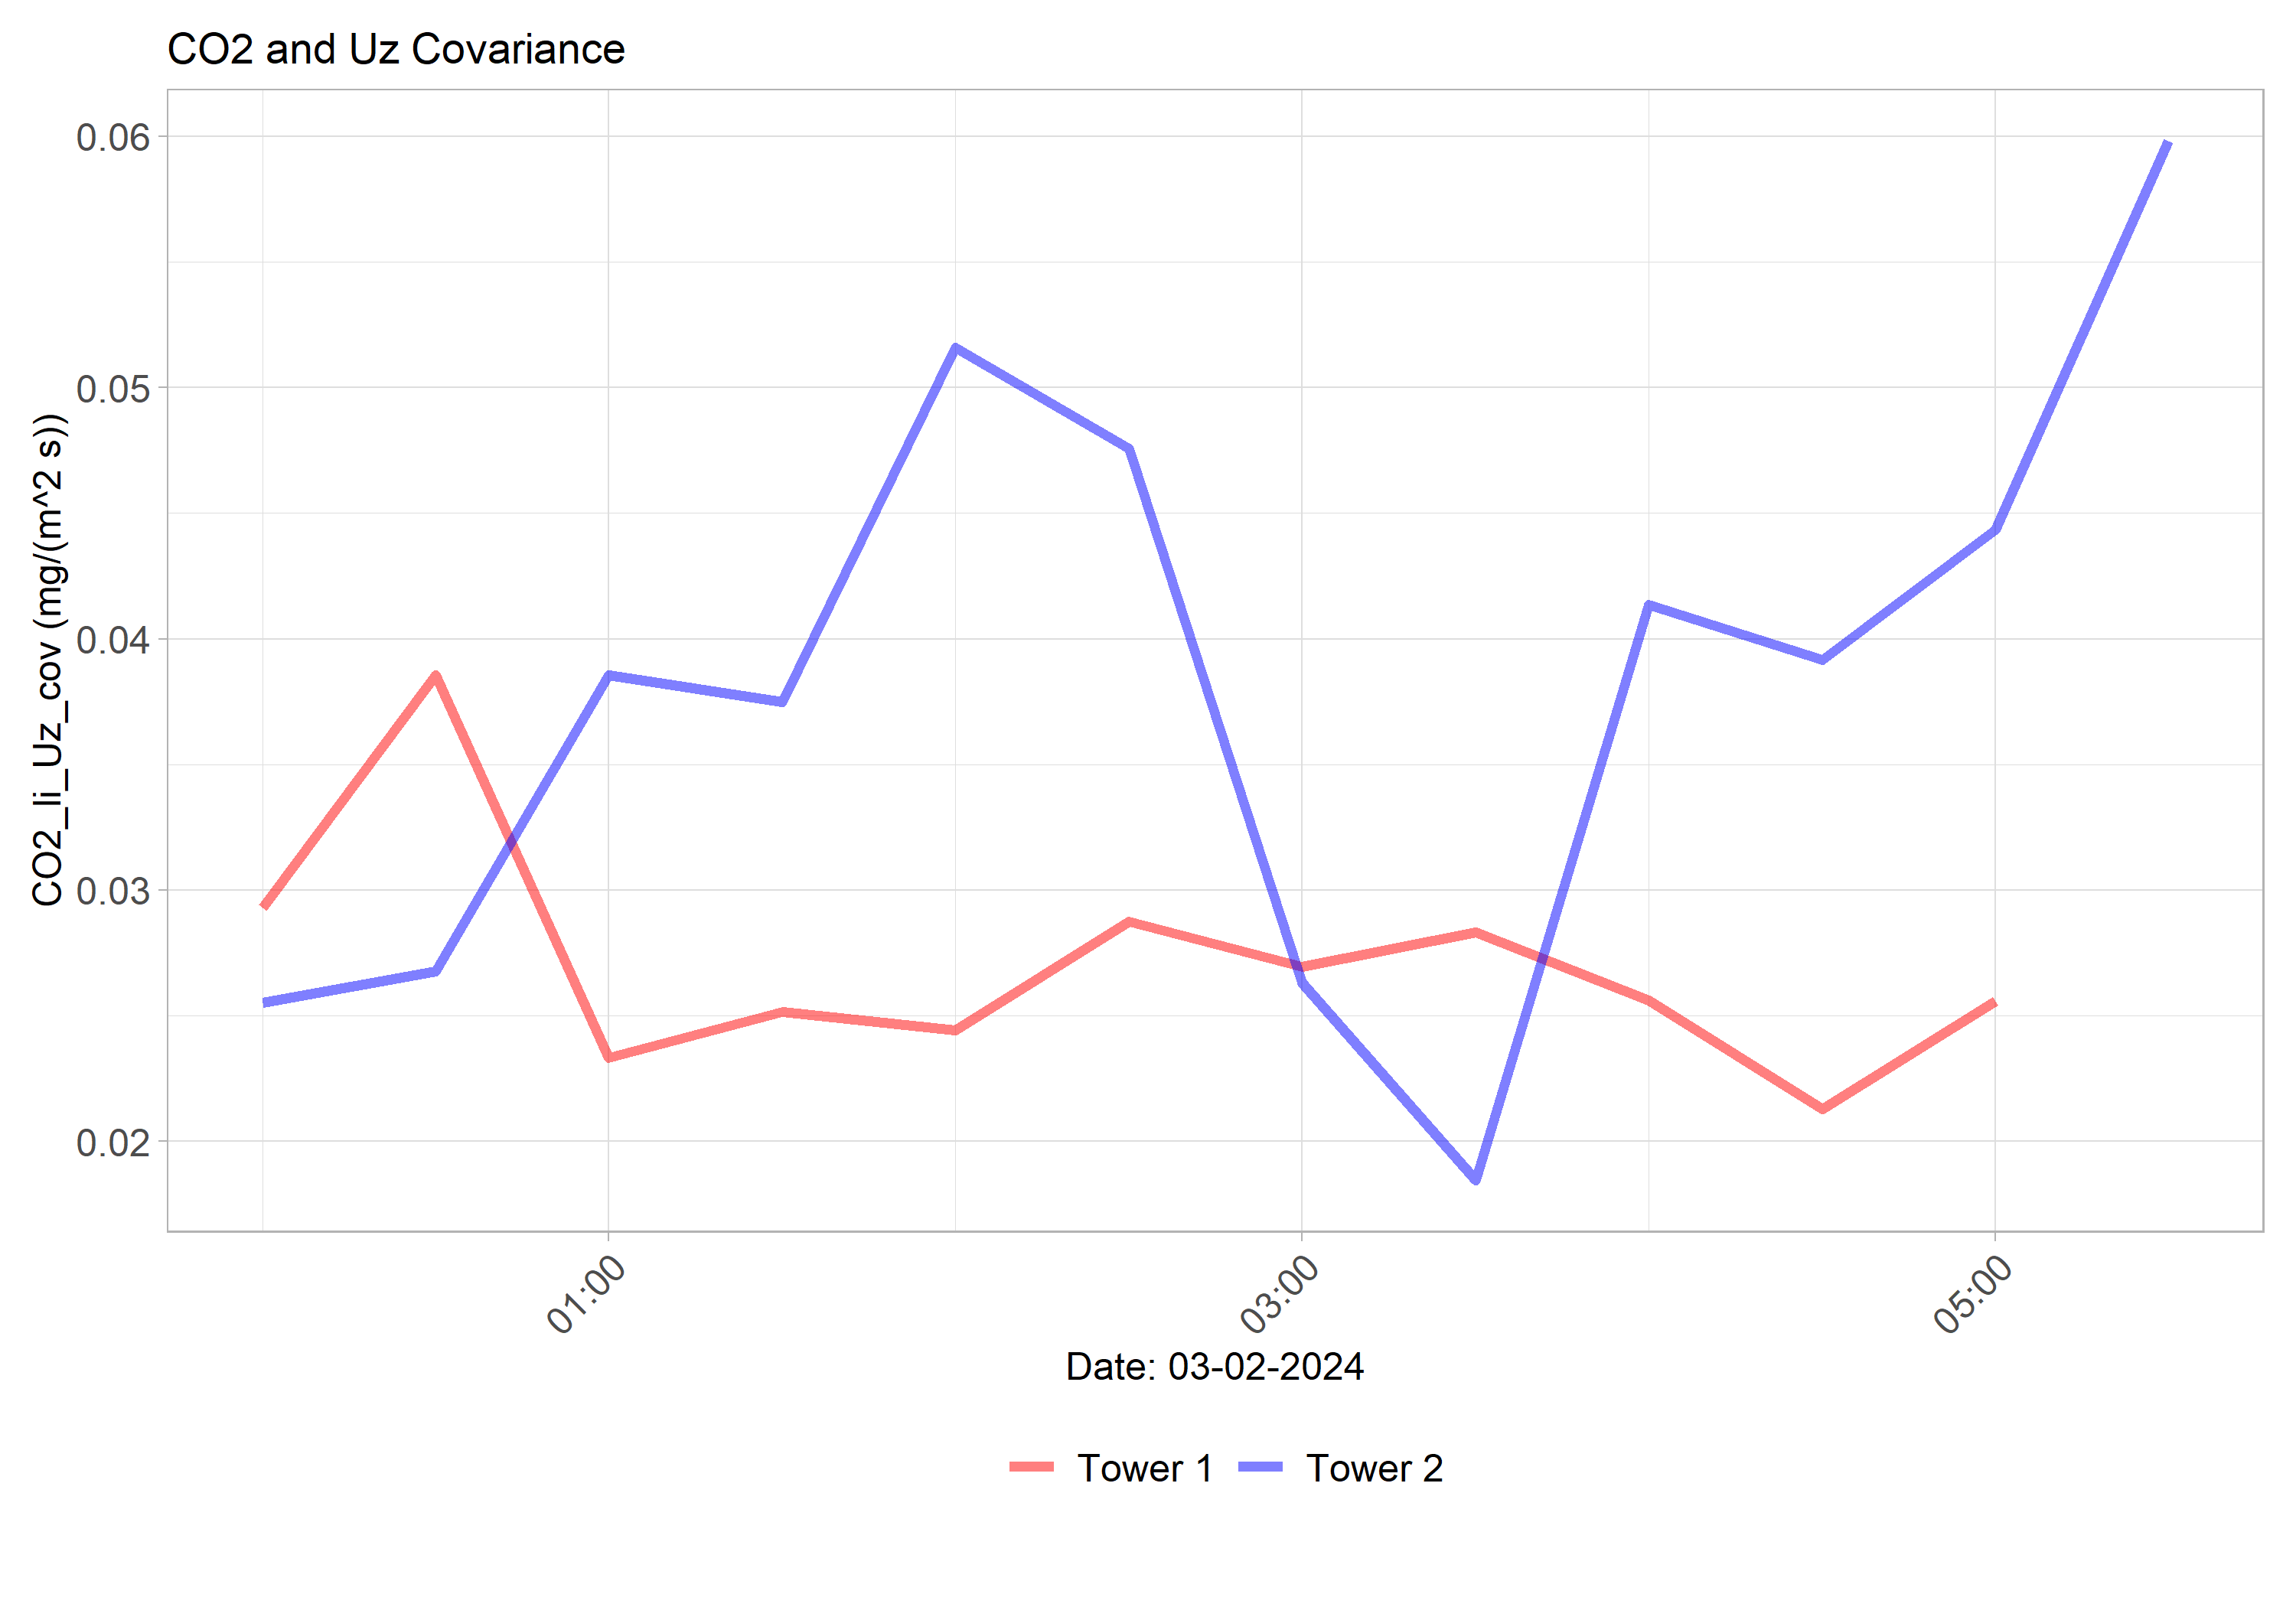 CO2 and Uz Covariance
CO2_li_Uz_cov (mg/(m^2 s))
0.06
0.05
0.04
0.03
0.02
01:00
03:00
05:00
Date: 03-02-2024
Tower 1
Tower 2